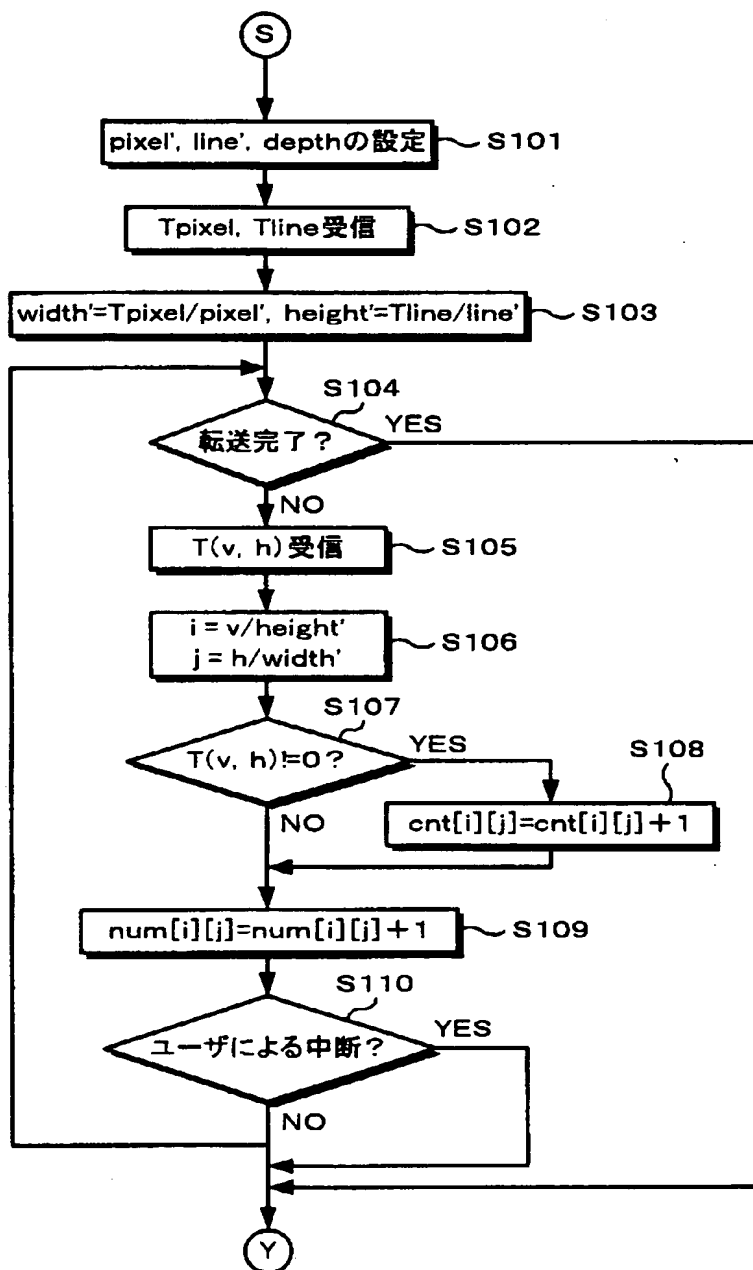 S
pixel', line', depthの設定 S101
Tpixel, Tline受信 S102
width'=Tpixel/pixel', height'=Tline/line' S103
S104
転送完了？ YES
NO
T(v, h)受信 S105
i = v/height'
j = h/width'
S106
S107
T(v, h)!=0？ YES
NO
S108
cnt[i][j]=cnt[i][j]+1
num[i][j]=num[i][j]+1 S109
S110
ユーザによる中断？ YES
NO
Y